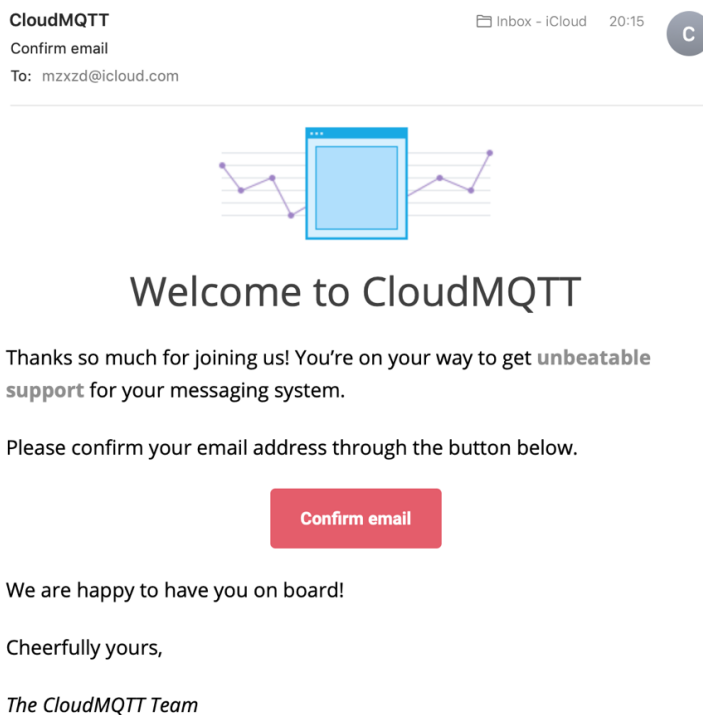 CloudMQTT
Inbox - iCloud 20:15
C
Confirm email
To: mzxzd@icloud.com
Welcome to CloudMQTT
Thanks so much for joining us! You’re on your way to get unbeatable
support for your messaging system.
Please confirm your email address through the button below.
Confirm email
We are happy to have you on board!
Cheerfully yours,
The CloudMQTT Team